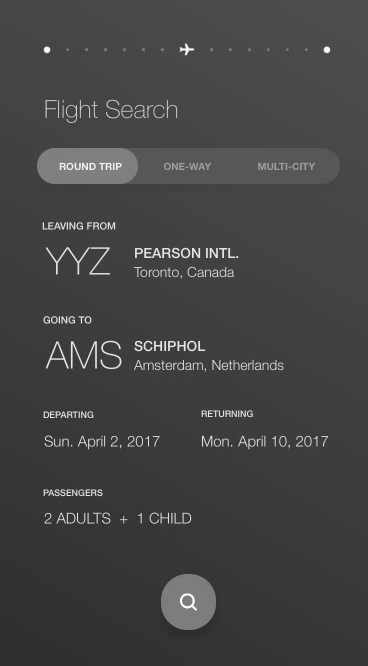 Flight Search
ROUND TRIP ONE-WAY MULTI-CITY
LEAVING FROM
YYZ PEARSON INTL.
Toronto, Canada
GOING TO
AMS SCHIPHOL
Amsterdam, Netherlands
DEPARTING RETURNING
Sun. April 2, 2017 Mon. April 10, 2017
PASSENGERS
2 ADULTS + 1 CHILD